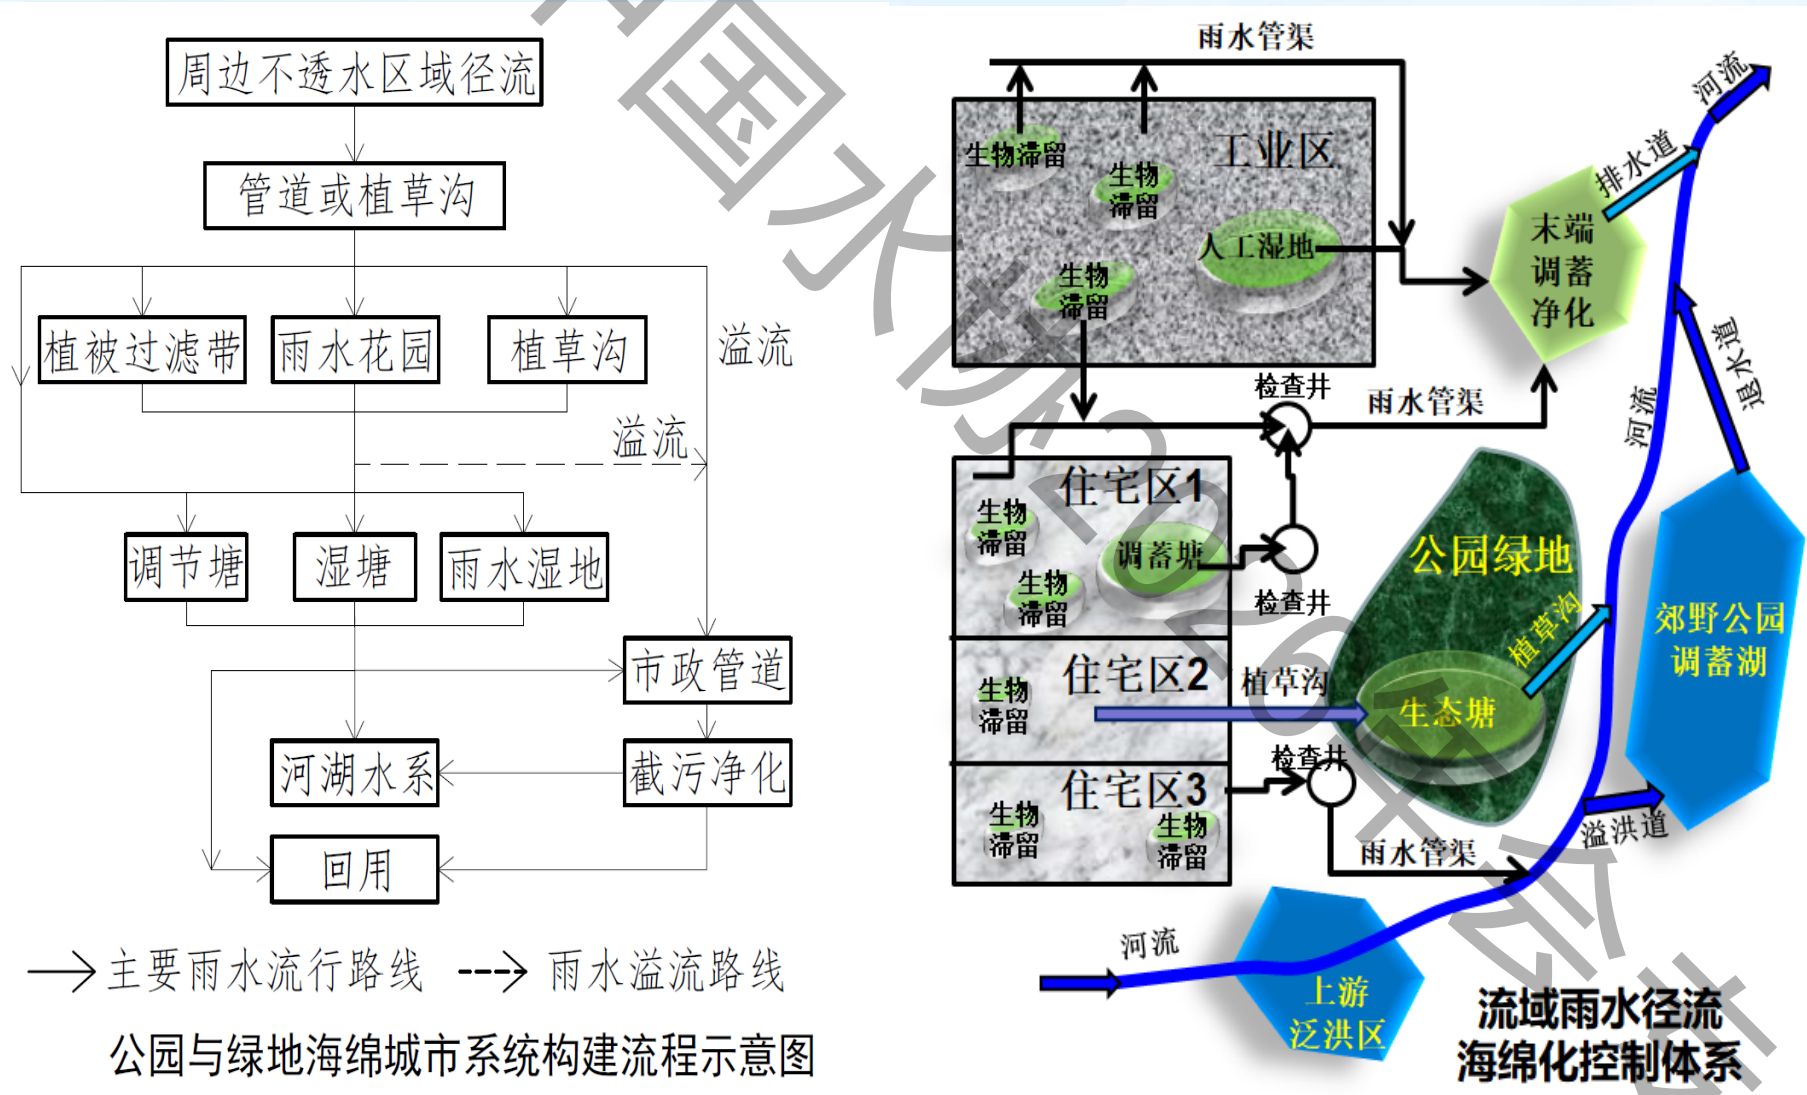 周边不透水区域径流
管道或植草沟
植被过滤带
雨水花园
植草沟
溢流
溢流
调节塘
湿塘
雨水湿地
市政管道
河湖水系
截污净化
回用
主要雨水流行路线
雨水溢流路线
公园与绿地海绵城市系统构建流程示意图
雨水管渠
工业区
生物滞留
生物
滞留
人工湿地
生物
滞留
末端
调蓄
净化
排水道
河流
检查井
雨水管渠
河流
退水道
住宅区1
生物
滞留
调蓄塘
生物
滞留
检查井
公园绿地
植草沟
生态塘
郊野公园
调蓄湖
住宅区2
生物
滞留
植草沟
检查井
住宅区3
生物
滞留
生物
滞留
雨水管渠
溢洪道
河流
上游
泛洪区
流域雨水径流
海绵化控制体系
国水协2026年会